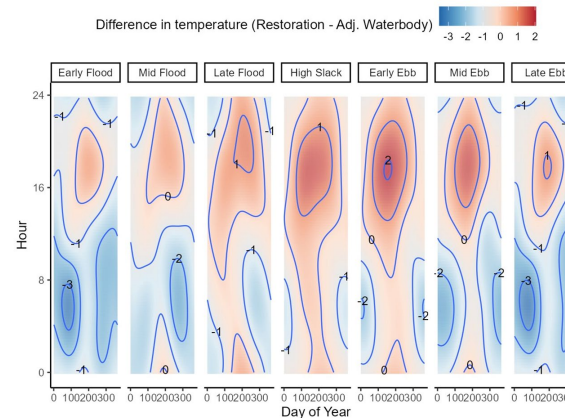 Difference in temperature (Restoration - Adj. Waterbody)
-3 -2 -1 0 1 2
Early Flood Mid Flood Late Flood High Slack Early Ebb Mid Ebb Late Ebb
24
16
8
0
Hour
-1 -1 -1 -3 -1
0 -2 0
-1 -1 1 -1 -1
1 -1 -1
2 0 -2 -2 0
0 -2 -2 0
-1 1 -1 -3 -1
0 100200300 0 100200300 0 100200300 0 100200300 0 100200300 0 100200300 0 100200300
Day of Year